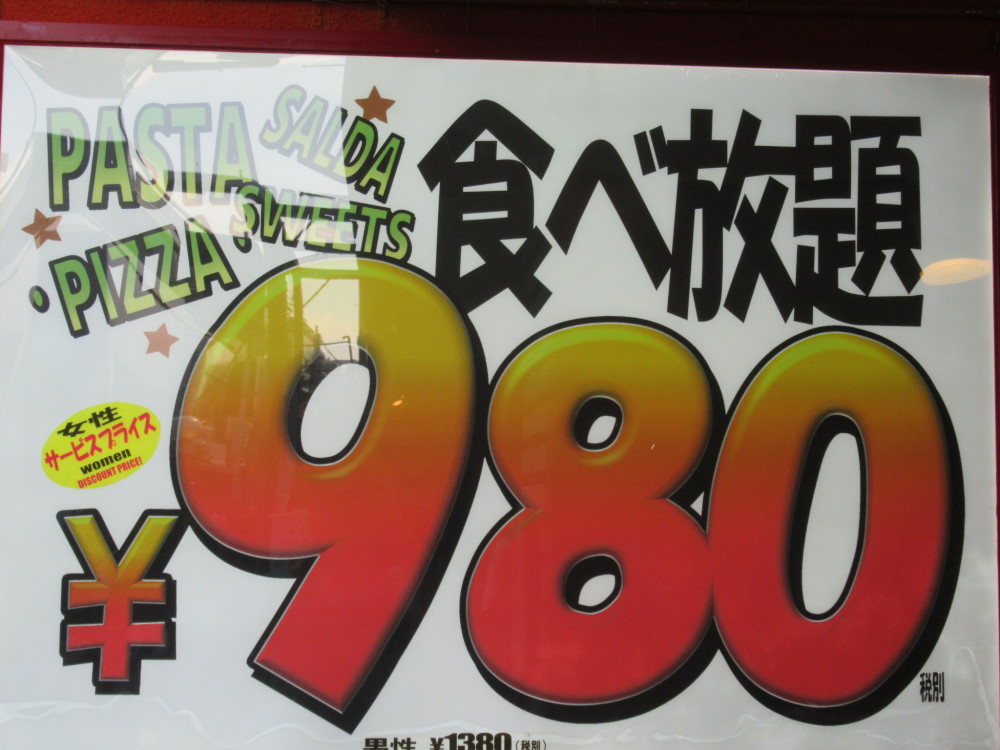 PASTA
SALDA
・PIZZA・SWEETS
食べ放題
女性
サービスプライス
women
DISCOUNT PRICE!
¥980
税別
男性 ¥1380(税別)